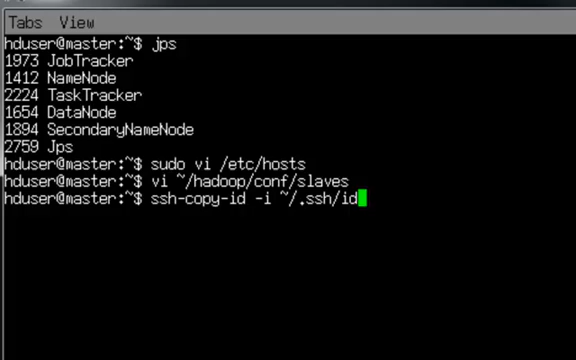 Tabs View
hduser@master:~$ jps
1973 JobTracker
1412 NameNode
2224 TaskTracker
1654 DataNode
1894 SecondaryNameNode
2759 Jps
hduser@master:~$ sudo vi /etc/hosts
hduser@master:~$ vi ~/hadoop/conf/slaves
hduser@master:~$ ssh-copy-id -i ~/.ssh/id